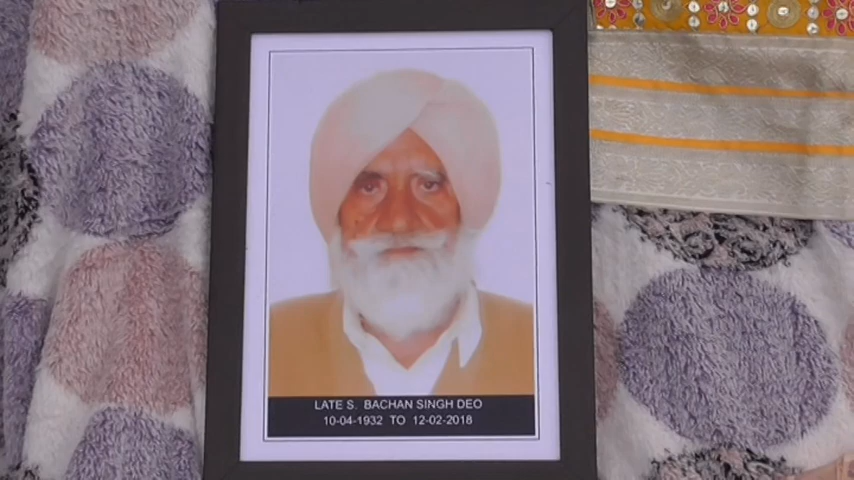 LATE S. BACHAN SINGH DEO
10-04-1932 TO 12-02-2018